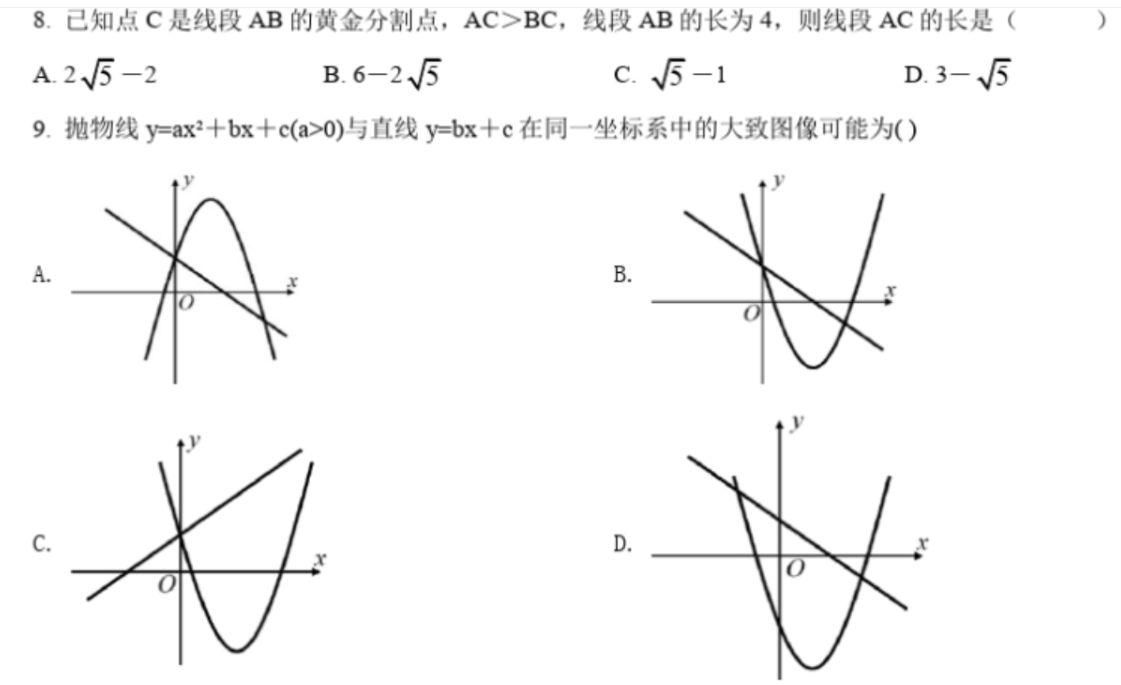 8. 已知点 C 是线段 AB 的黄金分割点，AC>BC，线段 AB 的长为 4，则线段 AC 的长是（ ）
A. 2√5 －2 B. 6－2√5 C. √5 －1 D. 3－ √5
9. 抛物线 y=ax²＋bx＋c(a>0)与直线 y=bx＋c 在同一坐标系中的大致图像可能为( )
A. y x O
B. y x O
C. y x O
D. y x O